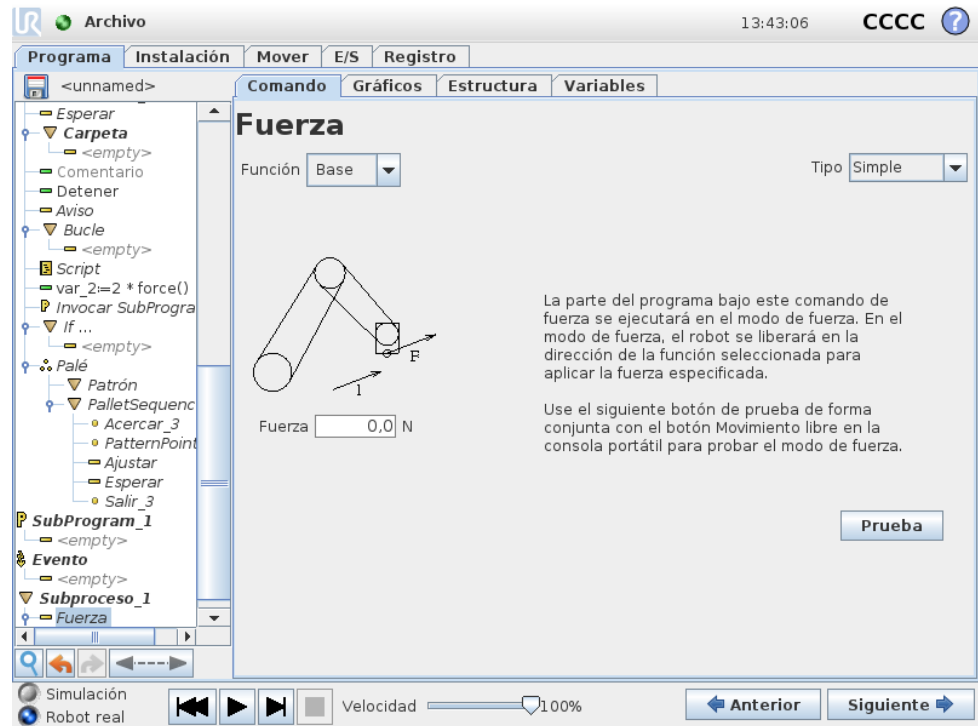 UR Archivo 13:43:06 CCCC ?
Programa Instalación Mover E/S Registro
<unnamed>
Comando Gráficos Estructura Variables
Esperar
Carpeta
<empty>
Comentario
Detener
Aviso
Bucle
<empty>
Script
var_2:=2 * force()
Invocar SubProgra
If ...
<empty>
Palé
Patrón
PalletSequenc
Acercar_3
PatternPoint
Ajustar
Esperar
Salir_3
P SubProgram_1
<empty>
Evento
<empty>
Subproceso_1
Fuerza
Fuerza
Función Base
Tipo Simple
F
1
Fuerza 0,0 N
La parte del programa bajo este comando de
fuerza se ejecutará en el modo de fuerza. En el
modo de fuerza, el robot se liberará en la
dirección de la función seleccionada para
aplicar la fuerza especificada.
Use el siguiente botón de prueba de forma
conjunta con el botón Movimiento libre en la
consola portátil para probar el modo de fuerza.
Prueba
Simulación
Robot real
Velocidad 100%
Anterior Siguiente